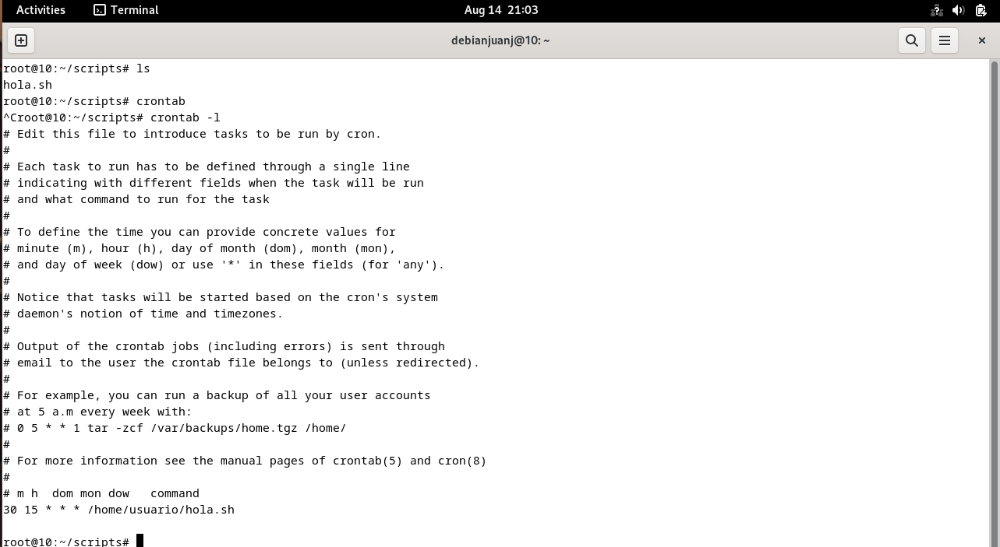 Activities Terminal Aug 14 21:03
debianjuanj@10: ~
root@10:~/scripts# ls
hola.sh
root@10:~/scripts# crontab
^Croot@10:~/scripts# crontab -l
# Edit this file to introduce tasks to be run by cron.
#
# Each task to run has to be defined through a single line
# indicating with different fields when the task will be run
# and what command to run for the task
#
# To define the time you can provide concrete values for
# minute (m), hour (h), day of month (dom), month (mon),
# and day of week (dow) or use '*' in these fields (for 'any').
#
# Notice that tasks will be started based on the cron's system
# daemon's notion of time and timezones.
#
# Output of the crontab jobs (including errors) is sent through
# email to the user the crontab file belongs to (unless redirected).
#
# For example, you can run a backup of all your user accounts
# at 5 a.m every week with:
# 0 5 * * 1 tar -zcf /var/backups/home.tgz /home/
#
# For more information see the manual pages of crontab(5) and cron(8)
#
# m h  dom mon dow   command
30 15 * * * /home/usuario/hola.sh
root@10:~/scripts#